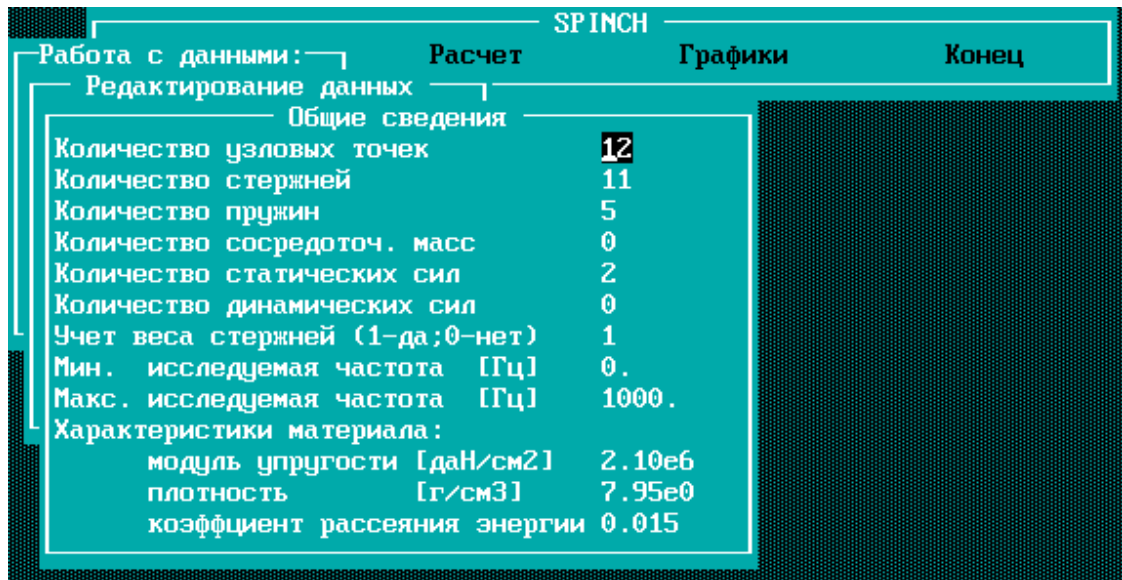 SPINCH
Работа с данными: Расчет Графики Конец
Редактирование данных
Общие сведения
Количество узловых точек 12
Количество стержней 11
Количество пружин 5
Количество сосредоточ. масс 0
Количество статических сил 2
Количество динамических сил 0
Учет веса стержней (1-да;0-нет) 1
Мин. исследуемая частота [Гц] 0.
Макс. исследуемая частота [Гц] 1000.
Характеристики материала:
модуль упругости [даН/см2] 2.10e6
плотность [г/см3] 7.95e0
коэффциент рассеяния энергии 0.015